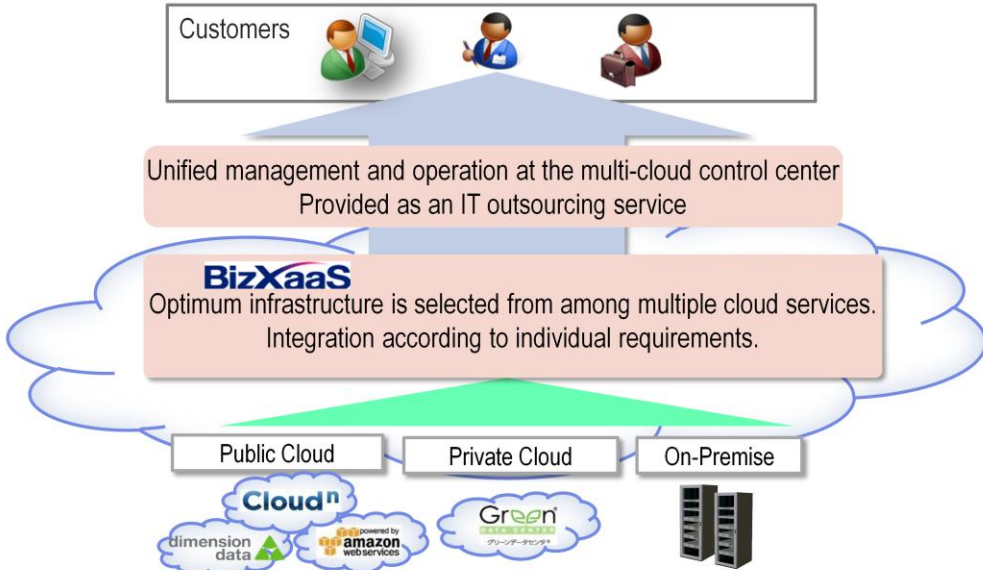 Customers
Unified management and operation at the multi-cloud control center
Provided as an IT outsourcing service
BizXaaS
Optimum infrastructure is selected from among multiple cloud services.
Integration according to individual requirements.
Public Cloud
Private Cloud
On-Premise
Cloudⁿ
dimension
data
powered by
amazon
web services
Green
DATA CENTER
グリーンデータセンタ®